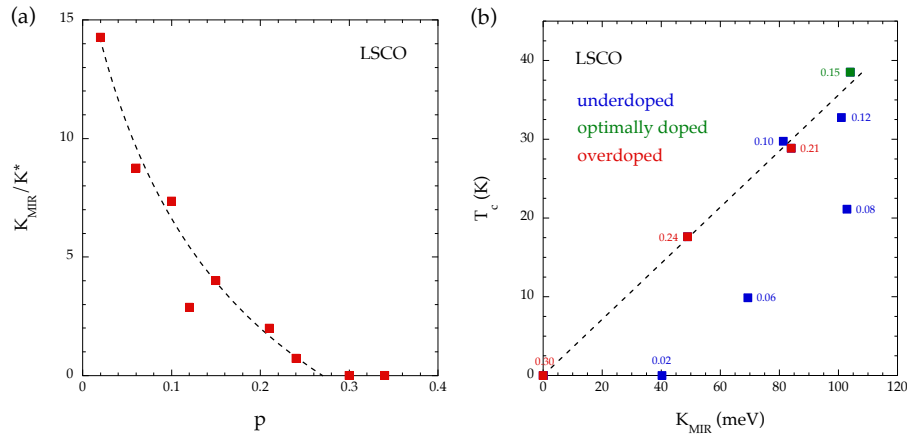 (a)
LSCO
K_MIR/K*
15
10
5
0
0
0.1
0.2
0.3
0.4
p
(b)
LSCO
underdoped
optimally doped
overdoped
T_c (K)
40
30
20
10
0
0.15
0.12
0.10
0.21
0.08
0.24
0.06
0.30
0.02
0
20
40
60
80
100
120
K_MIR (meV)